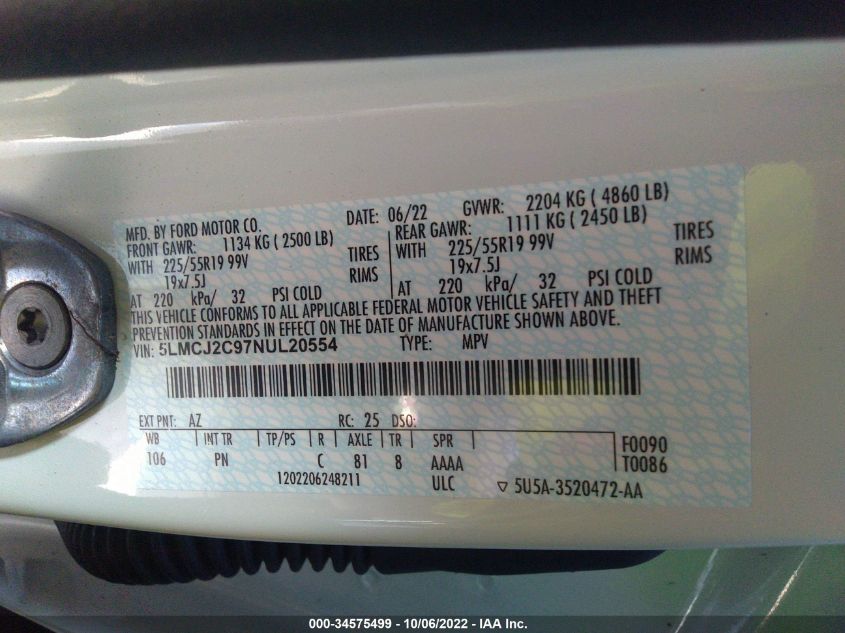 MFD. BY FORD MOTOR CO. DATE: 06/22 GVWR: 2204 KG ( 4860 LB)
FRONT GAWR: 1134 KG ( 2500 LB) REAR GAWR: 1111 KG ( 2450 LB)
WITH 225/55R19 99V TIRES WITH 225/55R19 99V TIRES
19x7.5J RIMS 19x7.5J RIMS
AT 220 kPa/ 32 PSI COLD AT 220 kPa/ 32 PSI COLD
THIS VEHICLE CONFORMS TO ALL APPLICABLE FEDERAL MOTOR VEHICLE SAFETY AND THEFT
PREVENTION STANDARDS IN EFFECT ON THE DATE OF MANUFACTURE SHOWN ABOVE.
VIN: 5LMCJ2C97NUL20554 TYPE: MPV
EXT PNT: AZ RC: 25 DSO:
WB INT TR TP/PS R AXLE TR SPR F0090
106 PN C 81 8 AAAA T0086
1202206248211 ULC ▽ 5U5A-3520472-AA
000-34575499 - 10/06/2022 - IAA Inc.